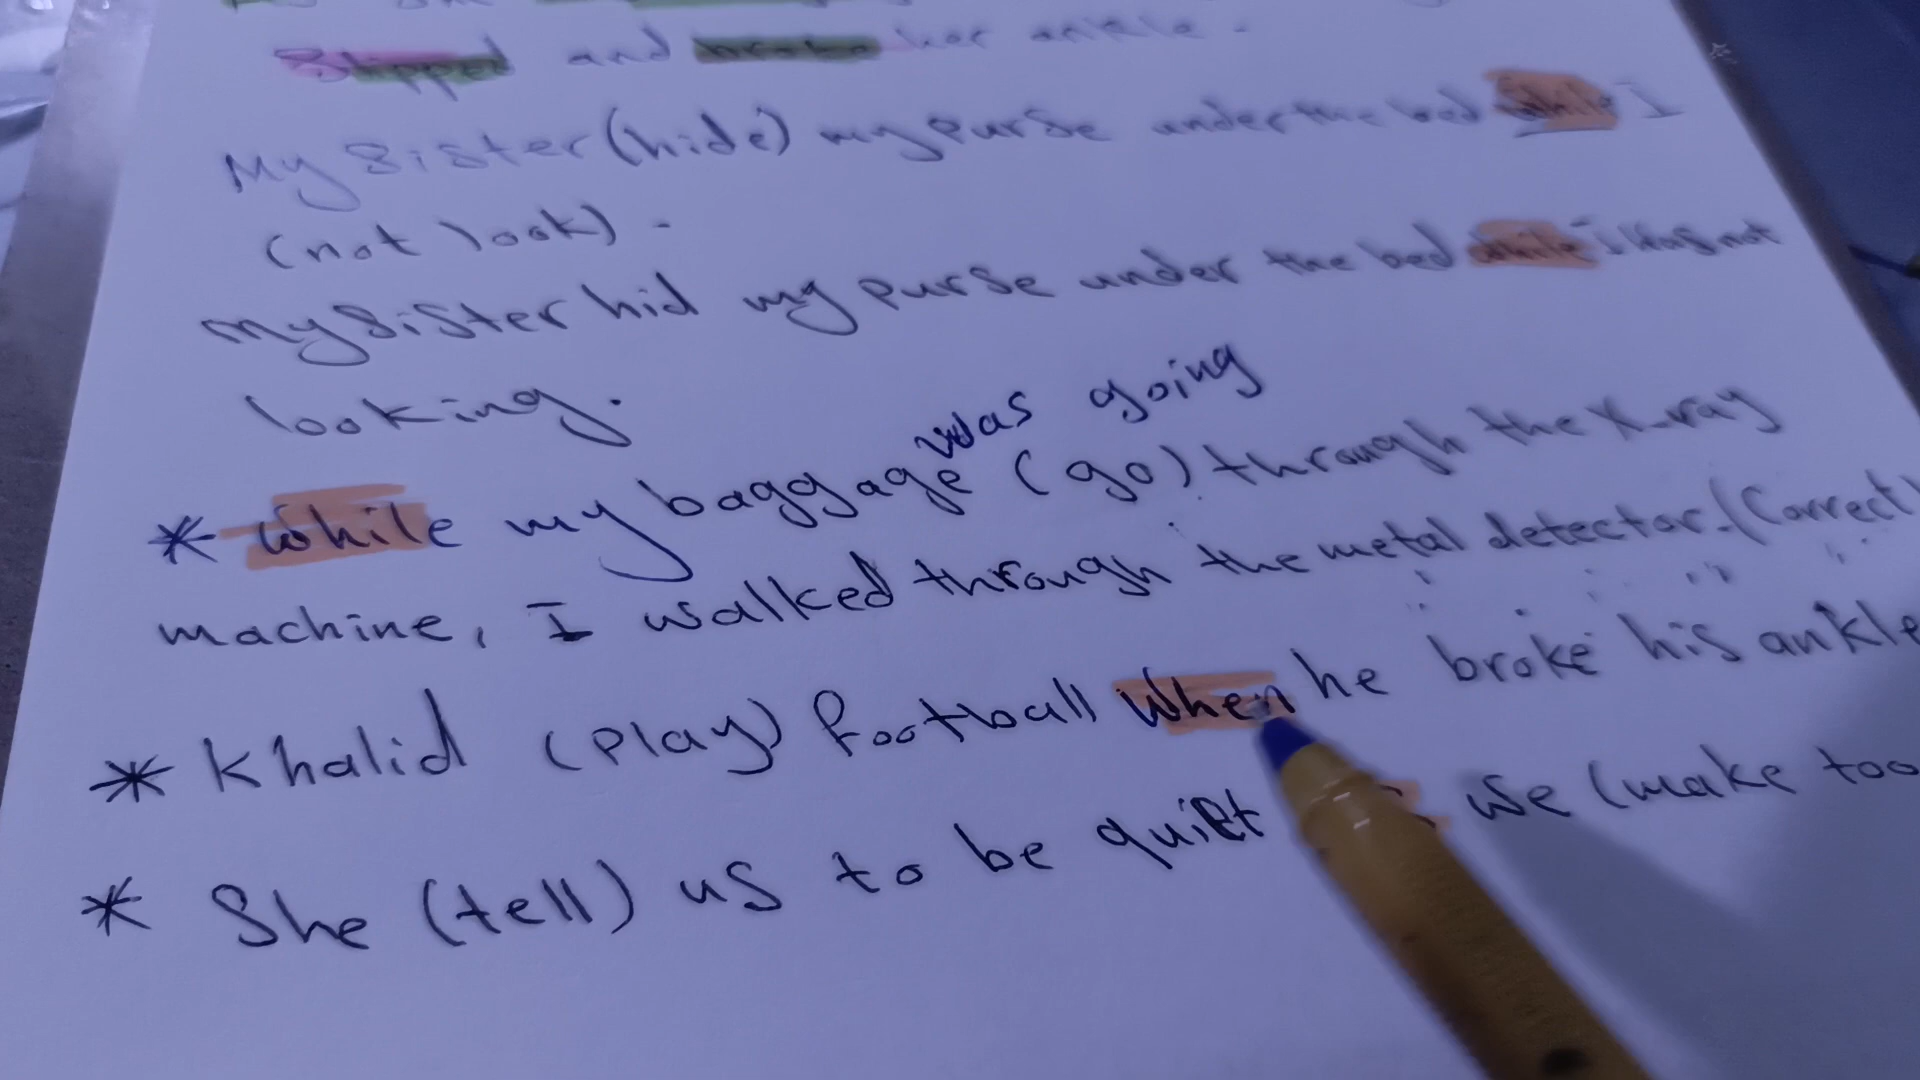 Slipped and broke her ankle.
My Sister (hide) my purse under the bed while I
(not look).
My Sister hid my purse under the bed while I was not
looking.
was going
* While my baggage (go) through the X-ray
machine, I walked through the metal detector. (Correct)
* Khalid (Play) football When he broke his ankle
* She (tell) us to be quiet we (make too